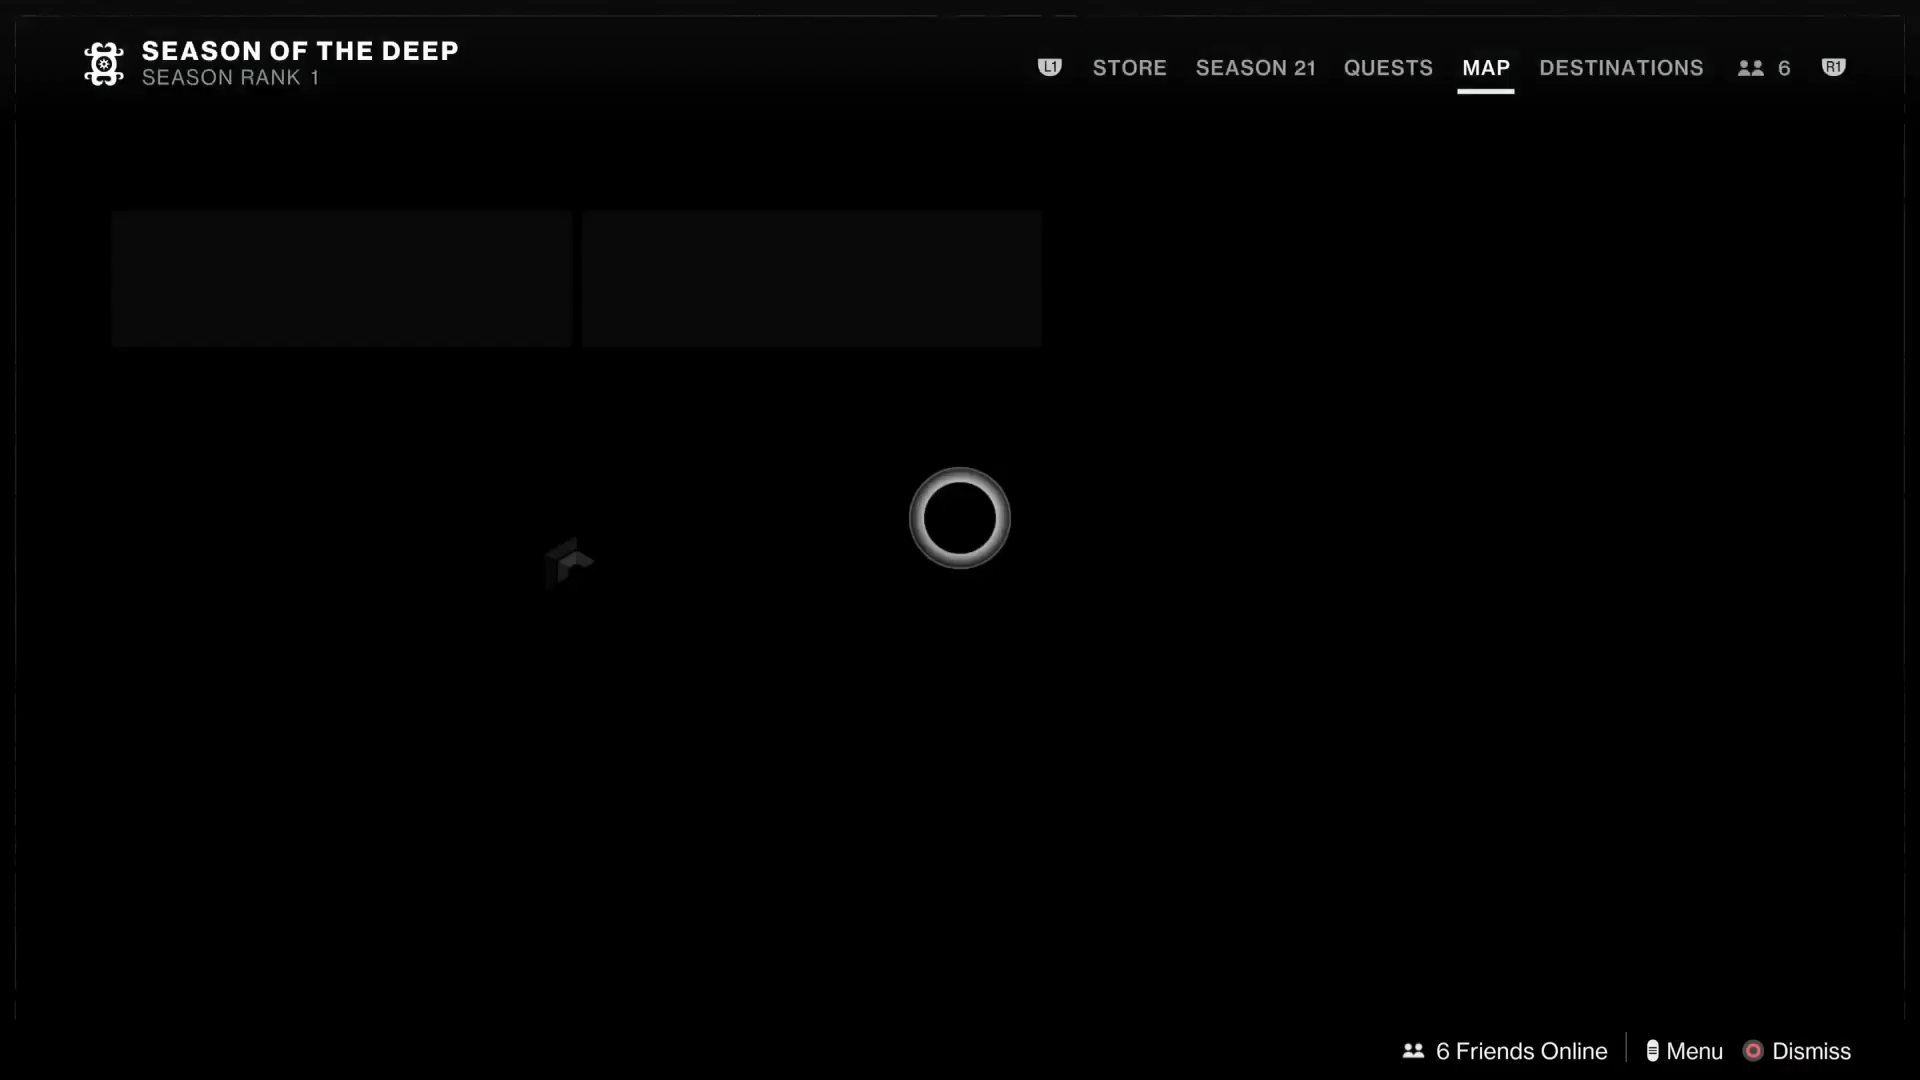 SEASON OF THE DEEP
SEASON RANK 1
L1 STORE SEASON 21 QUESTS MAP DESTINATIONS 6 R1
6 Friends Online Menu Dismiss